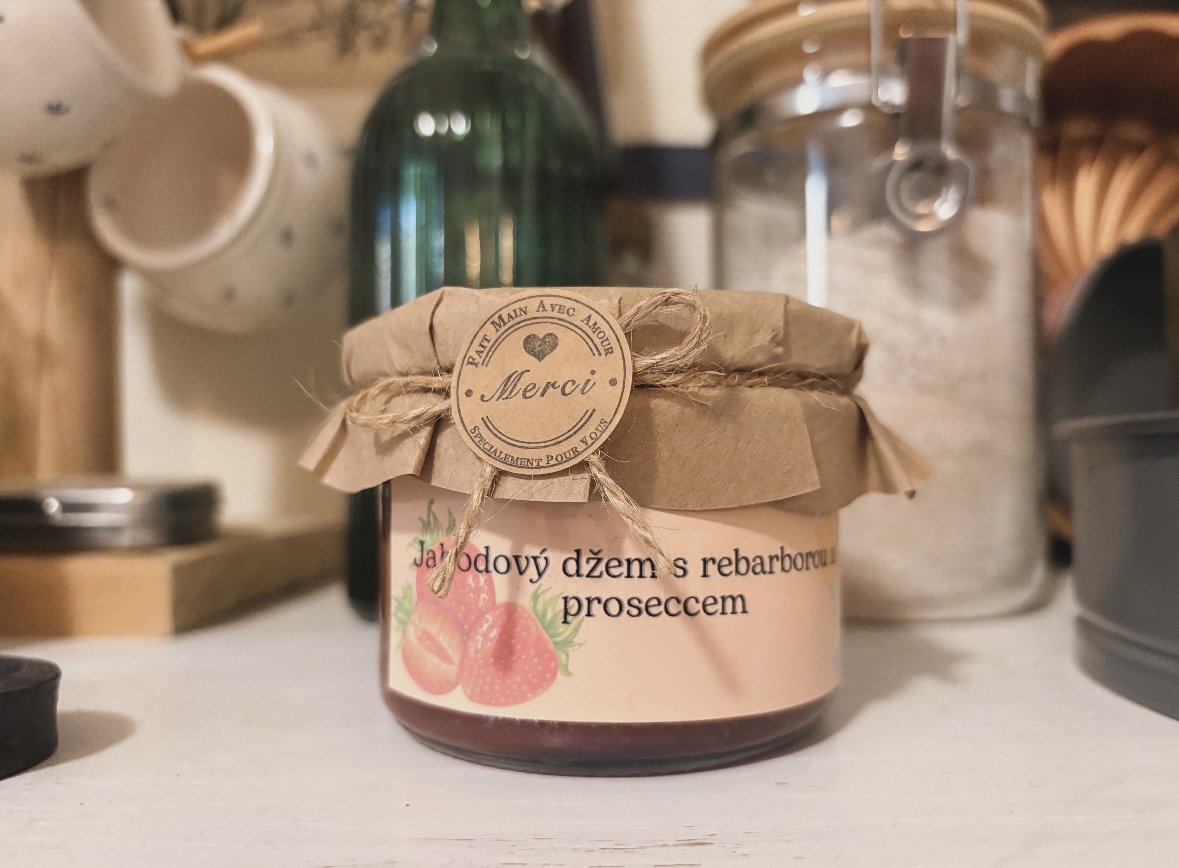 Fait Main Avec Amour
Merci
Specialement Pour Vous
Jahodový džem s rebarborou a
proseccem